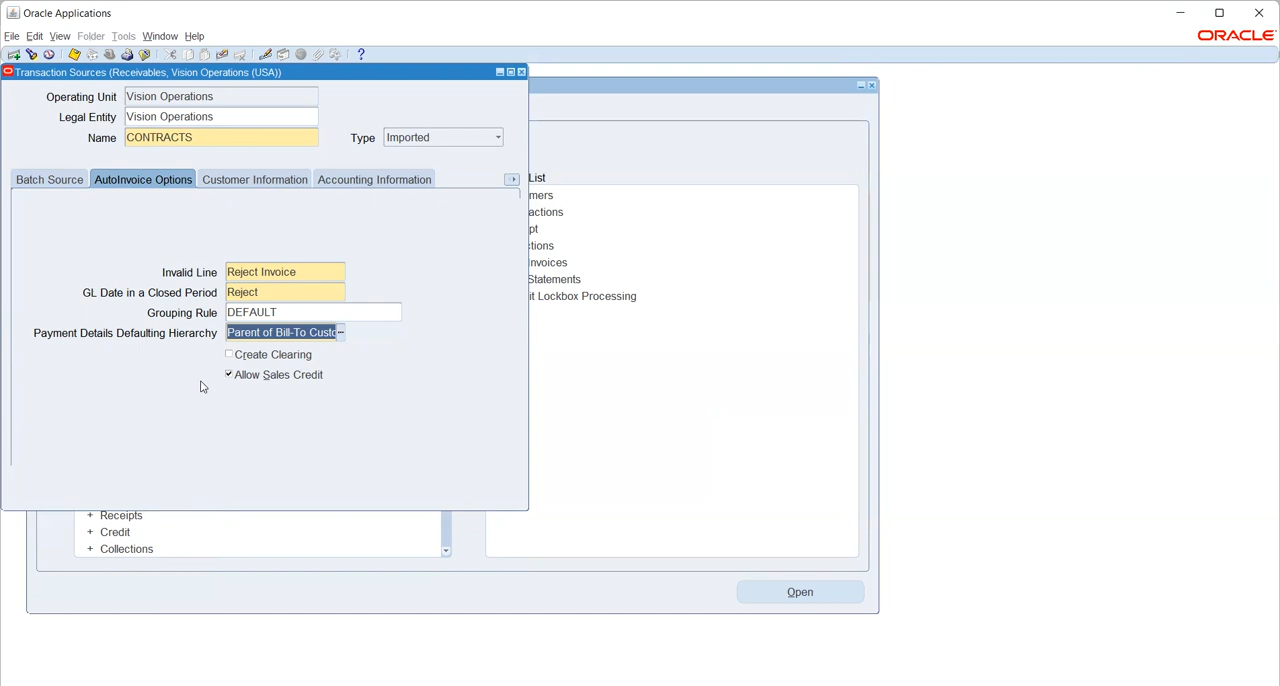 Oracle Applications
File Edit View Folder Tools Window Help
ORACLE
Transaction Sources (Receivables, Vision Operations (USA))
Operating Unit Vision Operations
Legal Entity Vision Operations
Name CONTRACTS Type Imported
Batch Source AutoInvoice Options Customer Information Accounting Information
Invalid Line Reject Invoice
GL Date in a Closed Period Reject
Grouping Rule DEFAULT
Payment Details Defaulting Hierarchy Parent of Bill-To Custo
Create Clearing
Allow Sales Credit
List
mers
actions
pt
ctions
Invoices
Statements
it Lockbox Processing
+ Receipts
+ Credit
+ Collections
Open